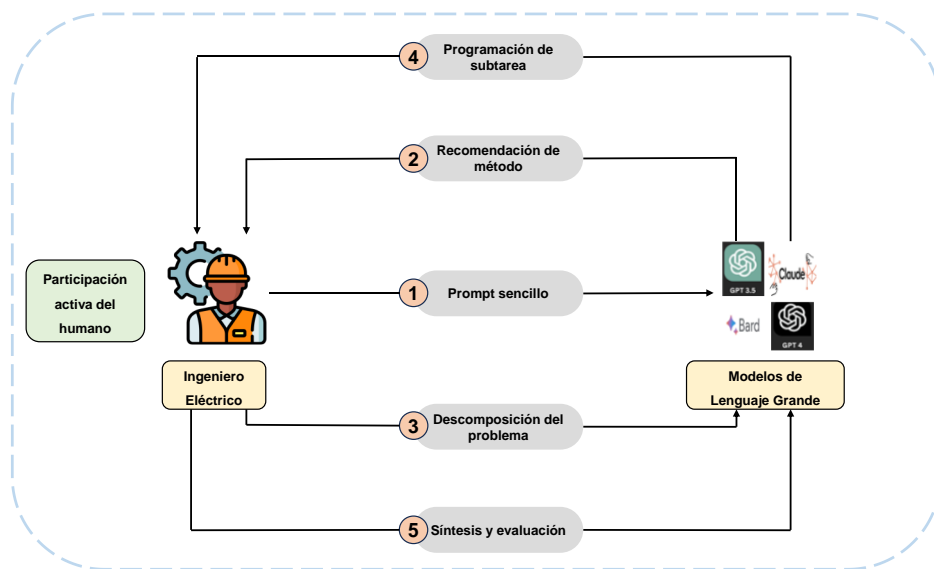 4
Programación de
subtarea
2
Recomendación de
método
Participación
activa del
humano
1
Prompt sencillo
GPT 3.5
Claude
Bard
GPT 4
Ingeniero
Eléctrico
Modelos de
Lenguaje Grande
3
Descomposición del
problema
5
Síntesis y evaluación